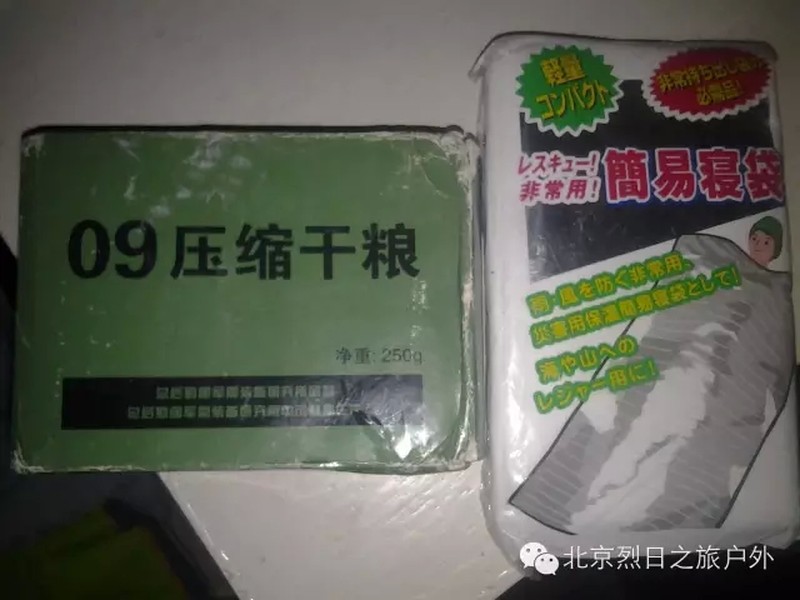 09压缩干粮
净重: 250g
軽量
コンパクト
非常持ち出し袋の
必需品!
レスキュー!
非常用!
簡易寝袋
雨・風を防ぐ非常用、
災害用保温簡易寝袋として!
海や山への
レジャー用に!
北京烈日之旅户外